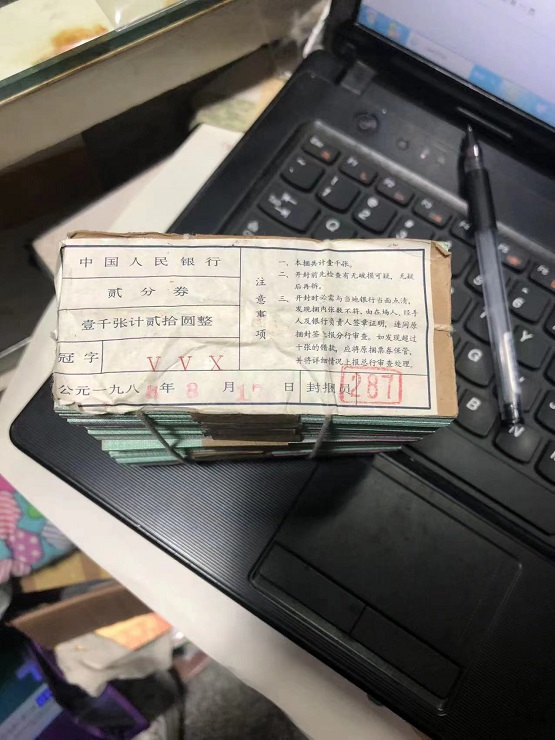 中国人民银行
贰分券
壹千张计贰拾圆整
冠字 V V X
公元一九八 年 8 月 1 日 封捆员 287
注意事项
一、本捆共计壹千张。
二、开封前先检查有无破损可疑，无疑
后再拆。
三、开封时必需与当地银行当面点清，
发现捆内张数不符，由在场人、经手
人及银行负责人签章证明，连同原
捆封签 报分行审查。如发现超过
十张的错款，应将原捆票券保管，
并将详细情况上报总行审查处理。